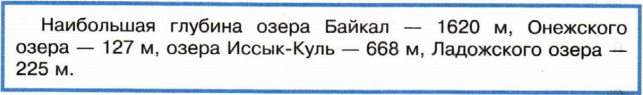 Наибольшая глубина озера Байкал — 1620 м, Онежского
озера — 127 м, озера Иссык-Куль — 668 м, Ладожского озера —
225 м.